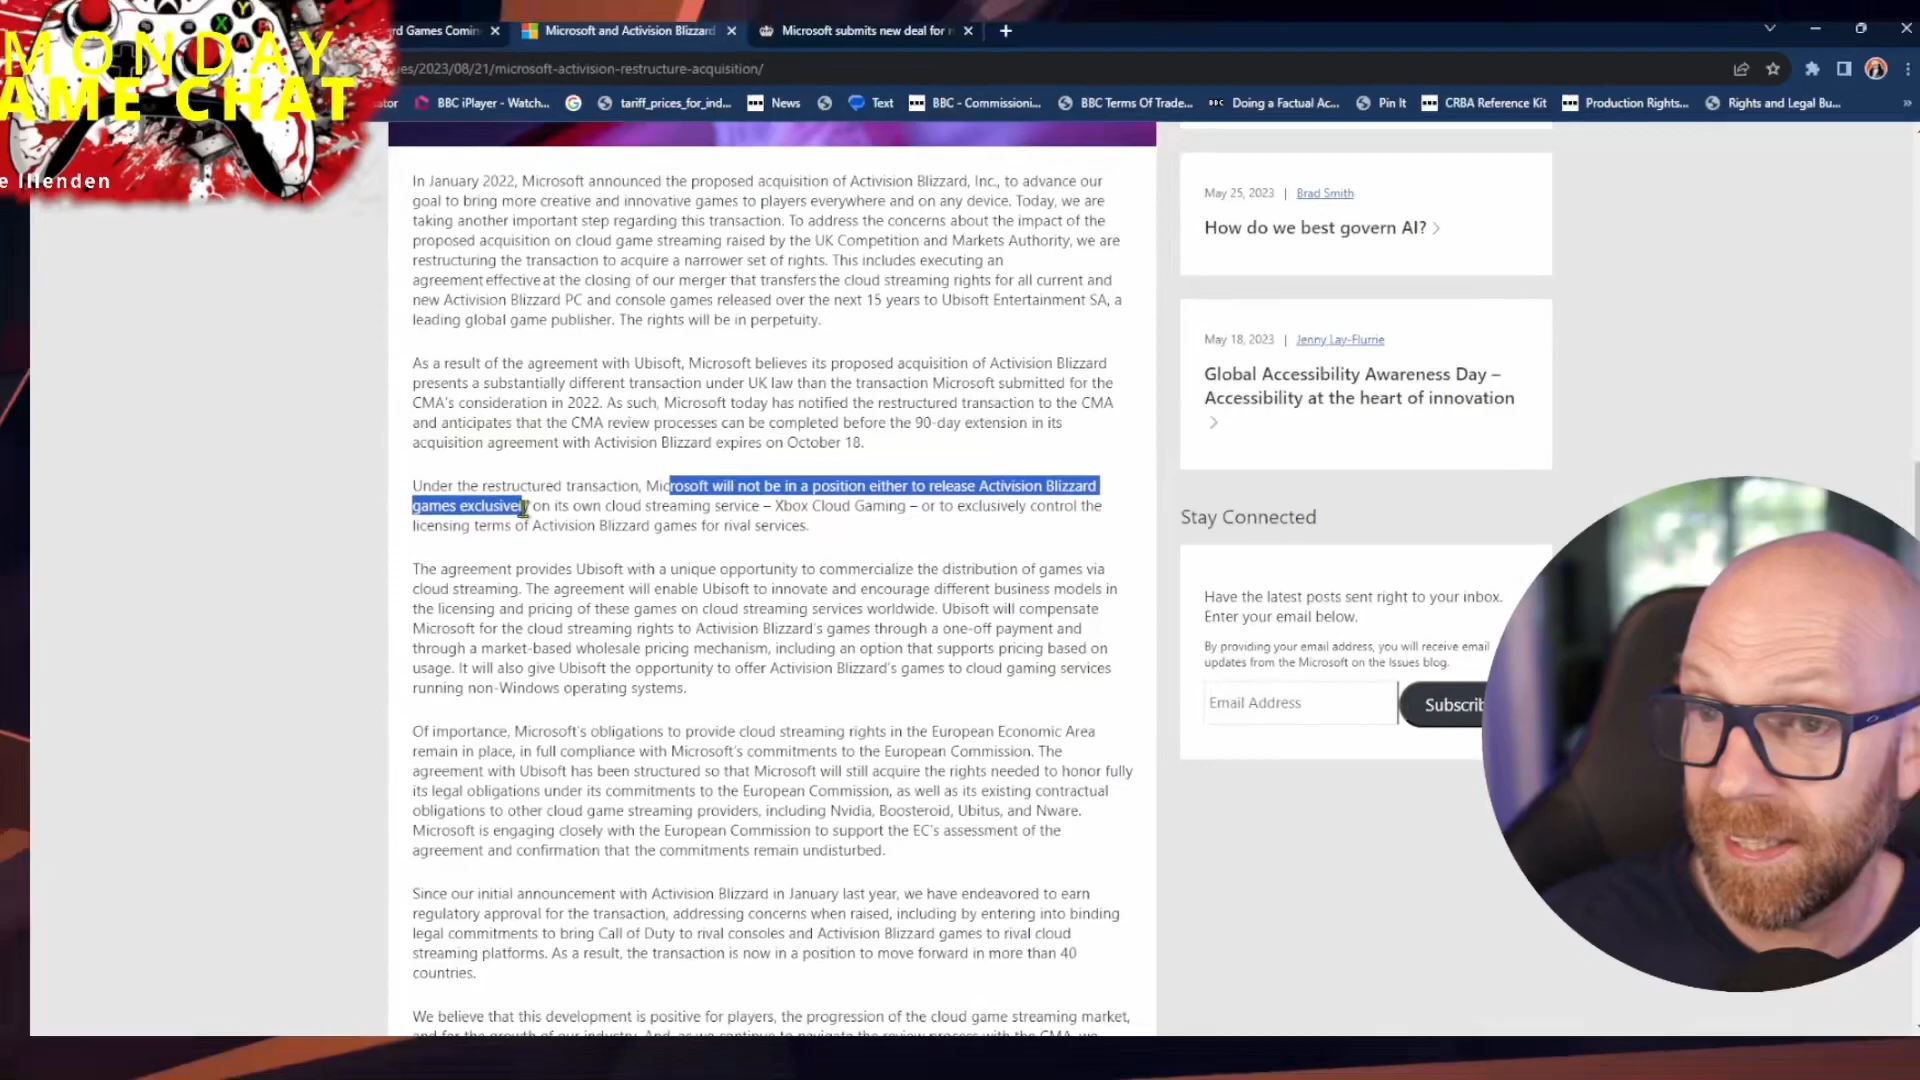 MONDAY
AME CHAT
e Illenden
rd Games Comin
Microsoft and Activision Blizzard
Microsoft submits new deal for
es/2023/08/21/microsoft-activision-restructure-acquisition/
ator
BBC iPlayer - Watch...
tariff_prices_for_ind...
News
Text
BBC - Commissioni...
BBC Terms Of Trade...
Doing a Factual Ac...
Pin It
CRBA Reference Kit
Production Rights...
Rights and Legal Bu...
In January 2022, Microsoft announced the proposed acquisition of Activision Blizzard, Inc., to advance our
goal to bring more creative and innovative games to players everywhere and on any device. Today, we are
taking another important step regarding this transaction. To address the concerns about the impact of the
proposed acquisition on cloud game streaming raised by the UK Competition and Markets Authority, we are
restructuring the transaction to acquire a narrower set of rights. This includes executing an
agreement effective at the closing of our merger that transfers the cloud streaming rights for all current and
new Activision Blizzard PC and console games released over the next 15 years to Ubisoft Entertainment SA, a
leading global game publisher. The rights will be in perpetuity.
As a result of the agreement with Ubisoft, Microsoft believes its proposed acquisition of Activision Blizzard
presents a substantially different transaction under UK law than the transaction Microsoft submitted for the
CMA's consideration in 2022. As such, Microsoft today has notified the restructured transaction to the CMA
and anticipates that the CMA review processes can be completed before the 90-day extension in its
acquisition agreement with Activision Blizzard expires on October 18.
Under the restructured transaction, Microsoft will not be in a position either to release Activision Blizzard
games exclusively on its own cloud streaming service – Xbox Cloud Gaming – or to exclusively control the
licensing terms of Activision Blizzard games for rival services.
The agreement provides Ubisoft with a unique opportunity to commercialize the distribution of games via
cloud streaming. The agreement will enable Ubisoft to innovate and encourage different business models in
the licensing and pricing of these games on cloud streaming services worldwide. Ubisoft will compensate
Microsoft for the cloud streaming rights to Activision Blizzard's games through a one-off payment and
through a market-based wholesale pricing mechanism, including an option that supports pricing based on
usage. It will also give Ubisoft the opportunity to offer Activision Blizzard's games to cloud gaming services
running non-Windows operating systems.
Of importance, Microsoft's obligations to provide cloud streaming rights in the European Economic Area
remain in place, in full compliance with Microsoft's commitments to the European Commission. The
agreement with Ubisoft has been structured so that Microsoft will still acquire the rights needed to honor fully
its legal obligations under its commitments to the European Commission, as well as its existing contractual
obligations to other cloud game streaming providers, including Nvidia, Boosteroid, Ubitus, and Nware.
Microsoft is engaging closely with the European Commission to support the EC's assessment of the
agreement and confirmation that the commitments remain undisturbed.
Since our initial announcement with Activision Blizzard in January last year, we have endeavored to earn
regulatory approval for the transaction, addressing concerns when raised, including by entering into binding
legal commitments to bring Call of Duty to rival consoles and Activision Blizzard games to rival cloud
streaming platforms. As a result, the transaction is now in a position to move forward in more than 40
countries.
We believe that this development is positive for players, the progression of the cloud game streaming market,
and for the growth of our industry. And, as we continue to navigate the review process with the CMA, we
May 25, 2023 | Brad Smith
How do we best govern AI?
May 18, 2023 | Jenny Lay-Flurrie
Global Accessibility Awareness Day –
Accessibility at the heart of innovation
Stay Connected
Have the latest posts sent right to your inbox.
Enter your email below.
By providing your email address, you will receive email
updates from the Microsoft on the Issues blog.
Email Address
Subscrib